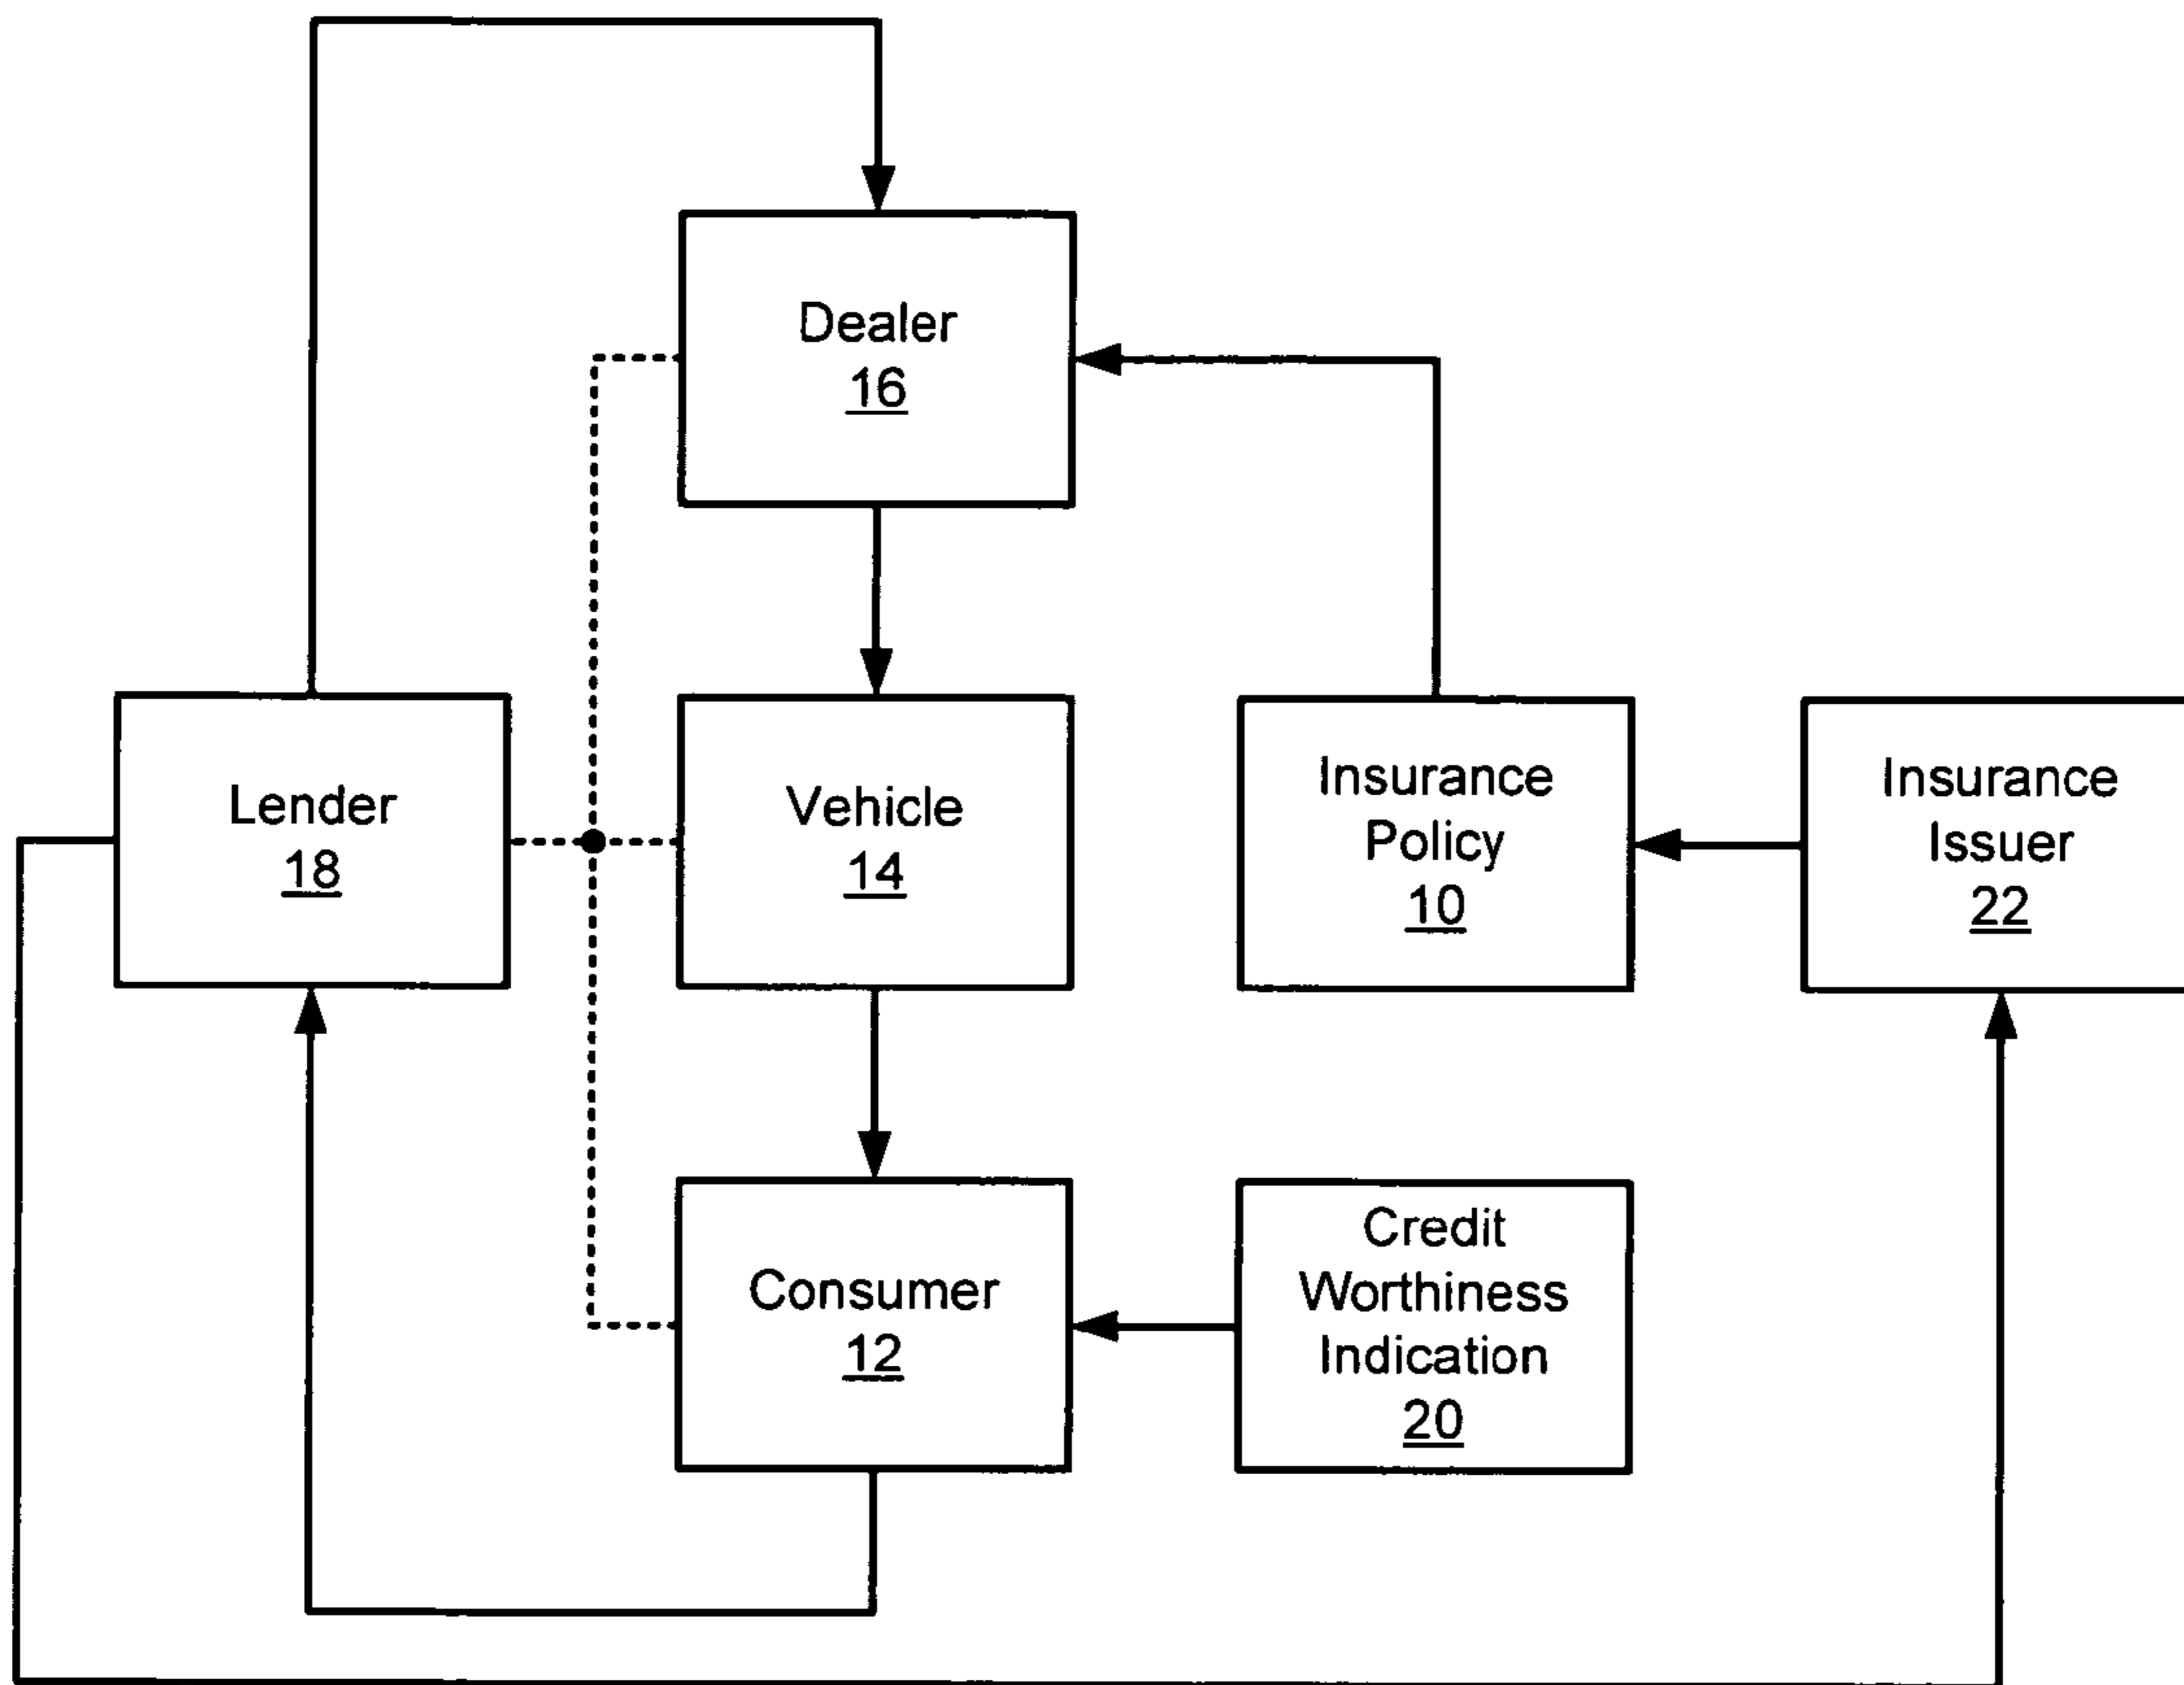 Dealer
16
Lender
18
Vehicle
14
Insurance
Policy
10
Insurance
Issuer
22
Consumer
12
Credit
Worthiness
Indication
20